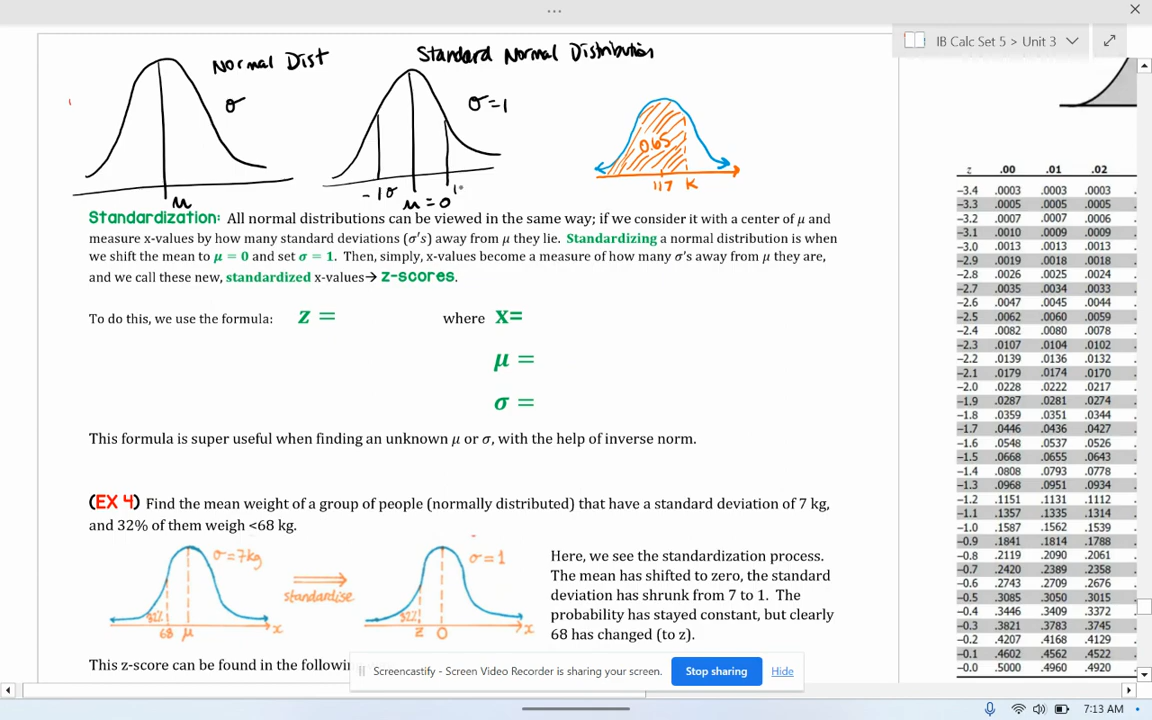 IB Calc Set 5 > Unit 3
Normal Dist
Standard Normal Distribution
σ
σ=1
0.65
117 K
-1σ
μ
μ = 0
Standardization: All normal distributions can be viewed in the same way; if we consider it with a center of μ and
measure x-values by how many standard deviations (σ's) away from μ they lie. Standardizing a normal distribution is when
we shift the mean to μ = 0 and set σ = 1. Then, simply, x-values become a measure of how many σ's away from μ they are,
and we call these new, standardized x-values→ z-scores.
To do this, we use the formula: z = where x=
μ =
σ =
This formula is super useful when finding an unknown μ or σ, with the help of inverse norm.
(EX 4) Find the mean weight of a group of people (normally distributed) that have a standard deviation of 7 kg,
and 32% of them weigh <68 kg.
σ=7kg
standardise
32%
68 μ x
σ=1
32%
z 0 x
Here, we see the standardization process.
The mean has shifted to zero, the standard
deviation has shrunk from 7 to 1. The
probability has stayed constant, but clearly
68 has changed (to z).
This z-score can be found in the followin
Screencastify - Screen Video Recorder is sharing your screen. Stop sharing Hide
z .00 .01 .02
−3.4 .0003 .0003 .0003
−3.3 .0005 .0005 .0005
−3.2 .0007 .0007 .0006
−3.1 .0010 .0009 .0009
−3.0 .0013 .0013 .0013
−2.9 .0019 .0018 .0018
−2.8 .0026 .0025 .0024
−2.7 .0035 .0034 .0033
−2.6 .0047 .0045 .0044
−2.5 .0062 .0060 .0059
−2.4 .0082 .0080 .0078
−2.3 .0107 .0104 .0102
−2.2 .0139 .0136 .0132
−2.1 .0179 .0174 .0170
−2.0 .0228 .0222 .0217
−1.9 .0287 .0281 .0274
−1.8 .0359 .0351 .0344
−1.7 .0446 .0436 .0427
−1.6 .0548 .0537 .0526
−1.5 .0668 .0655 .0643
−1.4 .0808 .0793 .0778
−1.3 .0968 .0951 .0934
−1.2 .1151 .1131 .1112
−1.1 .1357 .1335 .1314
−1.0 .1587 .1562 .1539
−0.9 .1841 .1814 .1788
−0.8 .2119 .2090 .2061
−0.7 .2420 .2389 .2358
−0.6 .2743 .2709 .2676
−0.5 .3085 .3050 .3015
−0.4 .3446 .3409 .3372
−0.3 .3821 .3783 .3745
−0.2 .4207 .4168 .4129
−0.1 .4602 .4562 .4522
−0.0 .5000 .4960 .4920
7:13 AM